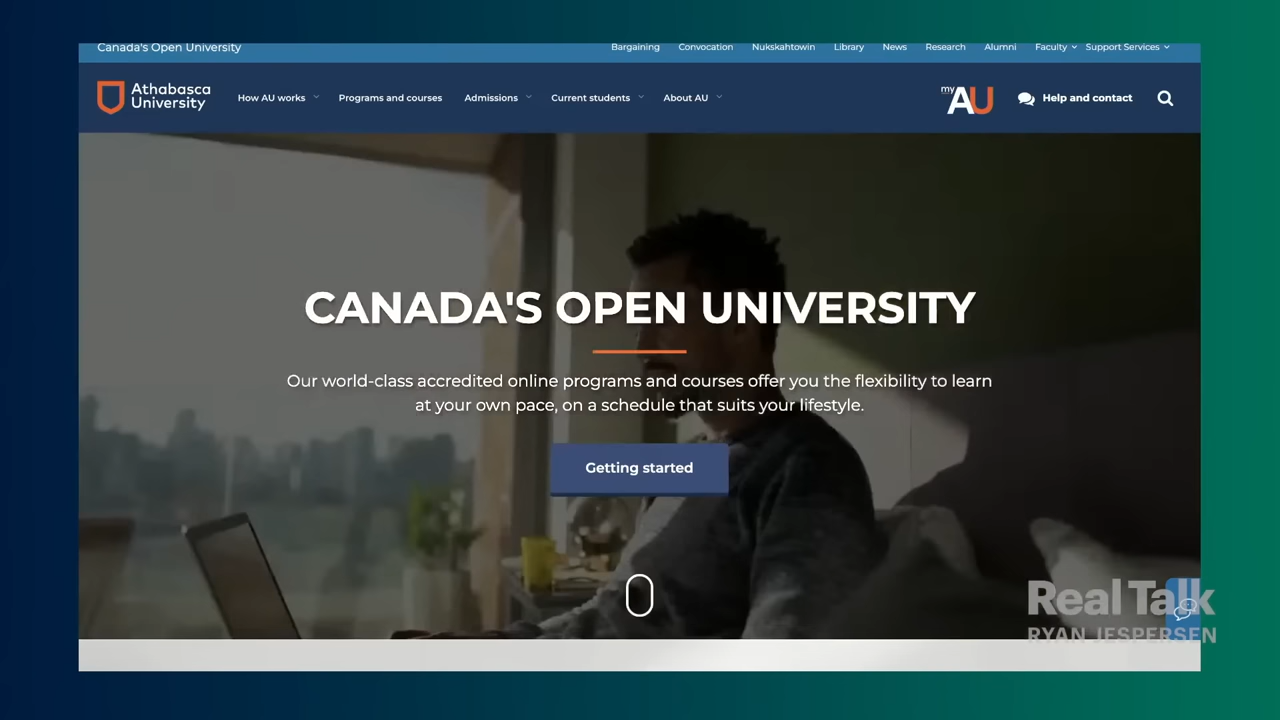 Canada's Open University
Bargaining Convocation Nukskahtowin Library News Research Alumni Faculty Support Services
Athabasca
University
How AU works Programs and courses Admissions Current students About AU
my AU
Help and contact
CANADA'S OPEN UNIVERSITY
Our world-class accredited online programs and courses offer you the flexibility to learn
at your own pace, on a schedule that suits your lifestyle.
Getting started
Real Talk
RYAN JESPERSEN